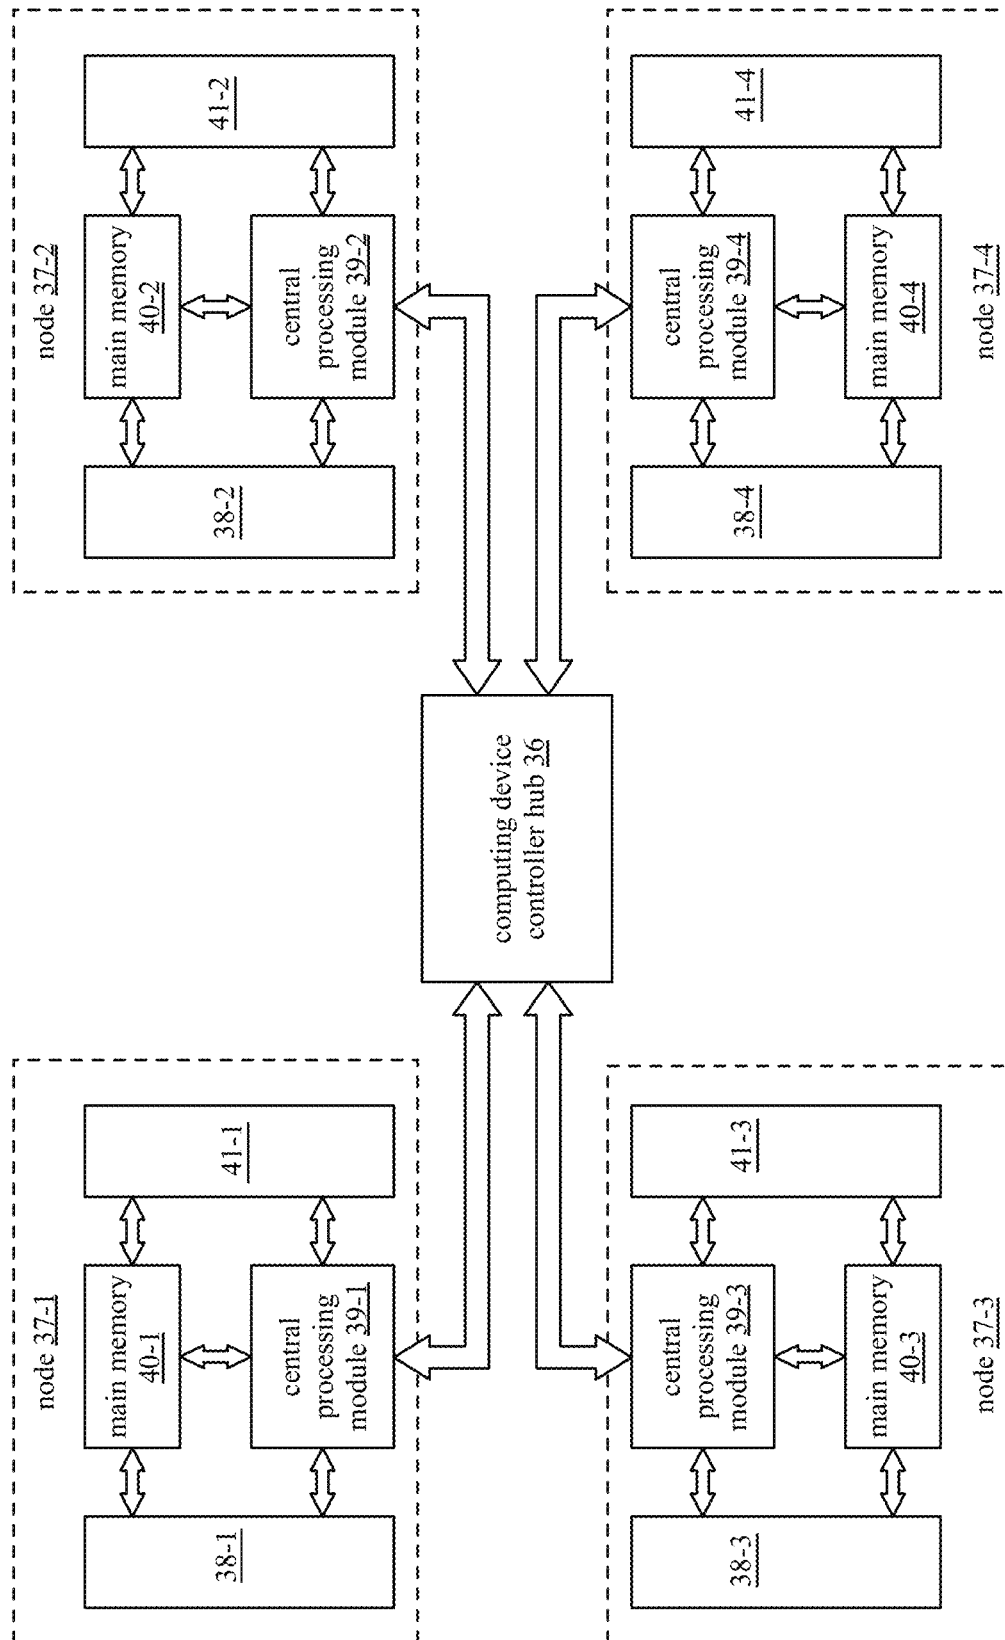 node 37-1
38-1
main memory
40-1
central
processing
module 39-1
41-1
node 37-2
38-2
main memory
40-2
central
processing
module 39-2
41-2
computing device
controller hub 36
38-3
central
processing
module 39-3
main memory
40-3
41-3
node 37-3
38-4
central
processing
module 39-4
main memory
40-4
41-4
node 37-4